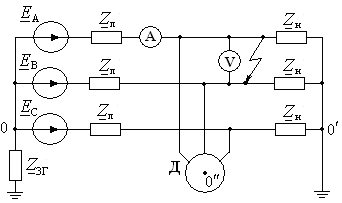 E_A Z_л A Z_н
V
E_B Z_л Z_н
E_C Z_л Z_н
0 0'
Д 0"
Z_ЗГ